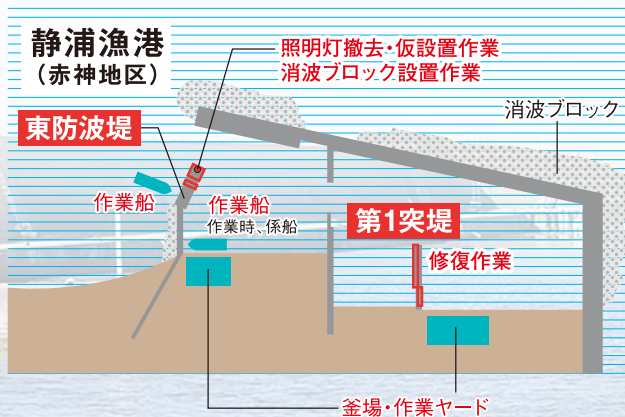 静浦漁港
（赤神地区）
照明灯撤去・仮設置作業
消波ブロック設置作業
消波ブロック
東防波堤
作業船
作業船
作業時、係船
第1突堤
修復作業
釜場・作業ヤード